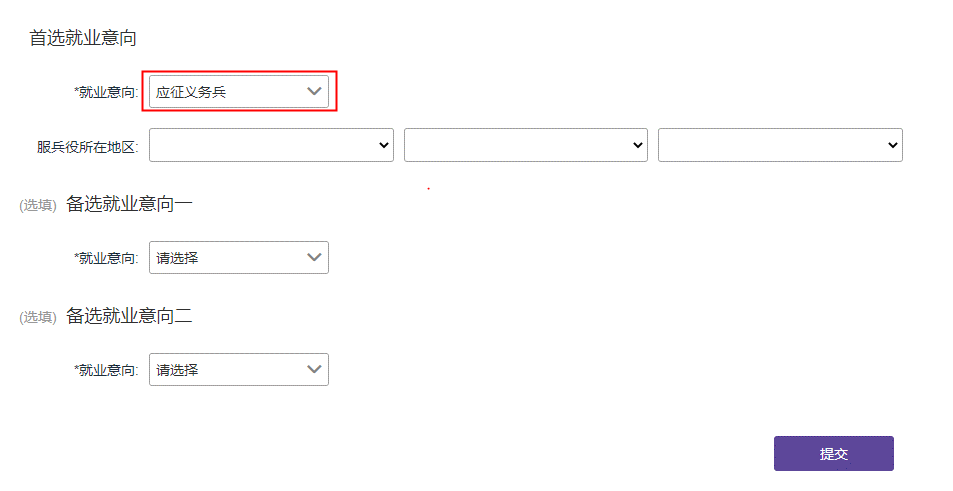 首选就业意向
*就业意向: 应征义务兵
服兵役所在地区:
(选填) 备选就业意向一
*就业意向: 请选择
(选填) 备选就业意向二
*就业意向: 请选择
提交